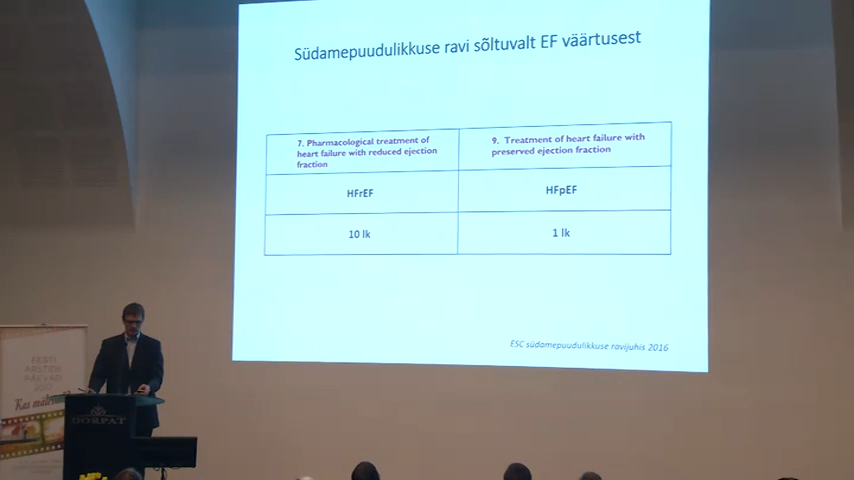 Südamepuudulikkuse ravi sõltuvalt EF väärtusest
7. Pharmacological treatment of
heart failure with reduced ejection
fraction
9. Treatment of heart failure with
preserved ejection fraction
HFrEF
HFpEF
10 lk
1 lk
ESC südamepuudulikkuse ravijuhis 2016
EESTI
ARSTIDE
PÄEVAD
Kas
DORPAT